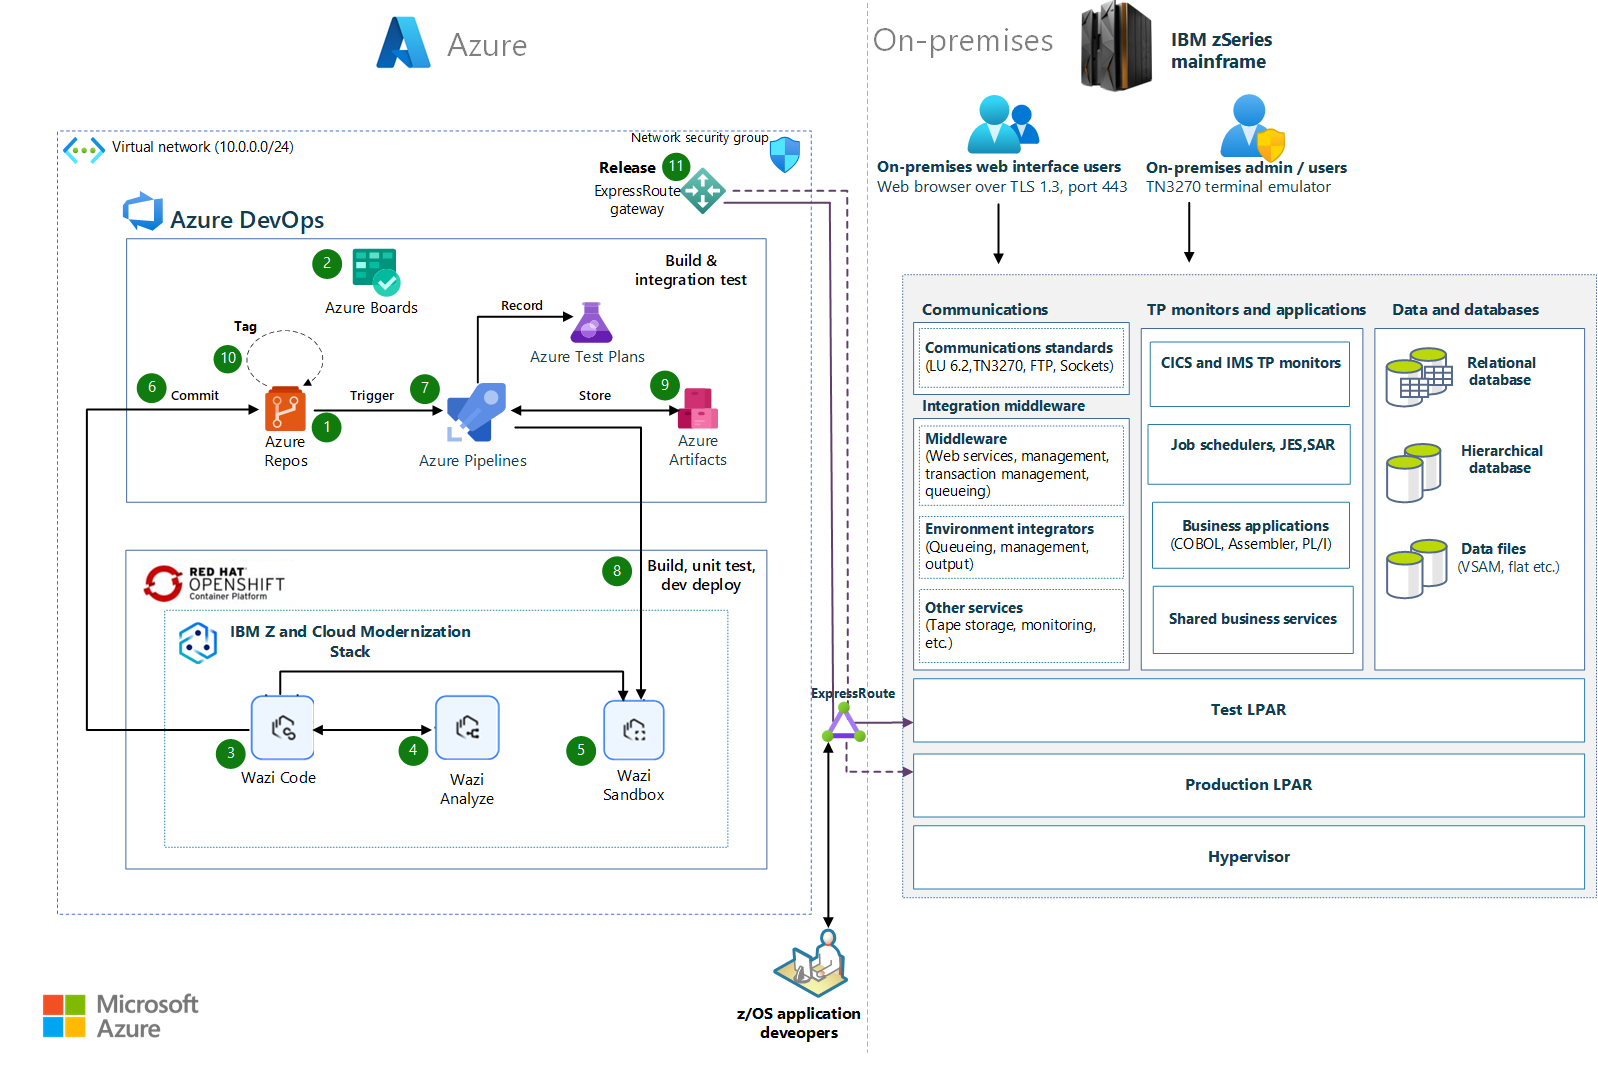 Azure
On-premises
IBM zSeries
mainframe
On-premises web interface users
Web browser over TLS 1.3, port 443
On-premises admin / users
TN3270 terminal emulator
Virtual network (10.0.0.0/24)
Network security group
Release
11
ExpressRoute
gateway
Azure DevOps
2
Azure Boards
Build &
integration test
Record
Azure Test Plans
Tag
10
6
Commit
Azure
Repos
1
Trigger
7
Azure Pipelines
Store
9
Azure
Artifacts
RED HAT
OPENSHIFT
Container Platform
8
Build, unit test,
dev deploy
IBM Z and Cloud Modernization
Stack
3
Wazi Code
4
Wazi
Analyze
5
Wazi
Sandbox
ExpressRoute
z/OS application
deveopers
Communications
Communications standards
(LU 6.2,TN3270, FTP, Sockets)
Integration middleware
Middleware
(Web services, management,
transaction management,
queueing)
Environment integrators
(Queueing, management,
output)
Other services
(Tape storage, monitoring,
etc.)
TP monitors and applications
CICS and IMS TP monitors
Job schedulers, JES,SAR
Business applications
(COBOL, Assembler, PL/I)
Shared business services
Data and databases
Relational
database
Hierarchical
database
Data files
(VSAM, flat etc.)
Test LPAR
Production LPAR
Hypervisor
Microsoft
Azure